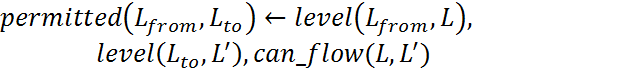 permitted(L_from, L_to) ← level(L_from, L),
level(L_to, L′), can_flow(L, L′)